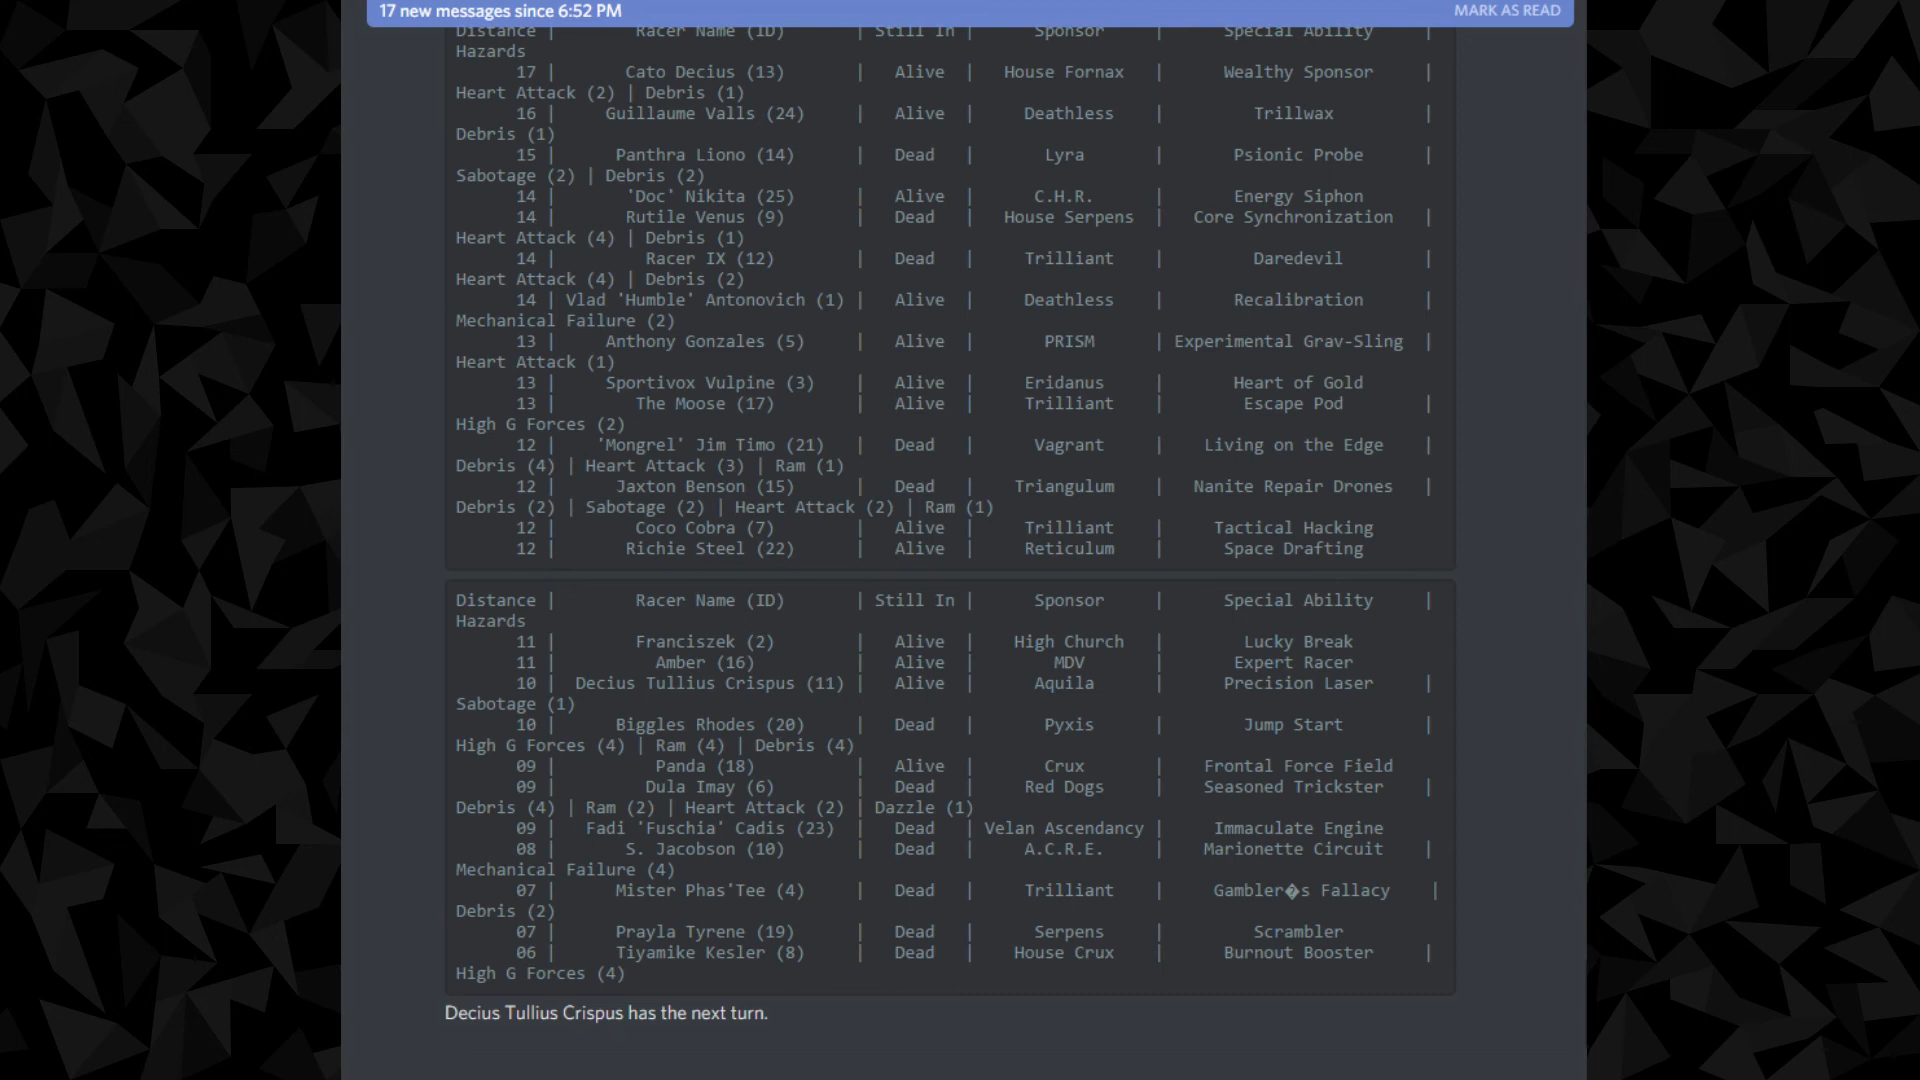 17 new messages since 6:52 PM MARK AS READ
Distance | Racer Name (ID) | Still In | Sponsor | Special Ability |
Hazards
17 | Cato Decius (13) | Alive | House Fornax | Wealthy Sponsor |
Heart Attack (2) | Debris (1)
16 | Guillaume Valls (24) | Alive | Deathless | Trillwax |
Debris (1)
15 | Panthra Liono (14) | Dead | Lyra | Psionic Probe |
Sabotage (2) | Debris (2)
14 | 'Doc' Nikita (25) | Alive | C.H.R. | Energy Siphon
14 | Rutile Venus (9) | Dead | House Serpens | Core Synchronization |
Heart Attack (4) | Debris (1)
14 | Racer IX (12) | Dead | Trilliant | Daredevil |
Heart Attack (4) | Debris (2)
14 | Vlad 'Humble' Antonovich (1) | Alive | Deathless | Recalibration |
Mechanical Failure (2)
13 | Anthony Gonzales (5) | Alive | PRISM | Experimental Grav-Sling |
Heart Attack (1)
13 | Sportivox Vulpine (3) | Alive | Eridanus | Heart of Gold
13 | The Moose (17) | Alive | Trilliant | Escape Pod |
High G Forces (2)
12 | 'Mongrel' Jim Timo (21) | Dead | Vagrant | Living on the Edge |
Debris (4) | Heart Attack (3) | Ram (1)
12 | Jaxton Benson (15) | Dead | Triangulum | Nanite Repair Drones |
Debris (2) | Sabotage (2) | Heart Attack (2) | Ram (1)
12 | Coco Cobra (7) | Alive | Trilliant | Tactical Hacking
12 | Richie Steel (22) | Alive | Reticulum | Space Drafting
Distance | Racer Name (ID) | Still In | Sponsor | Special Ability |
Hazards
11 | Franciszek (2) | Alive | High Church | Lucky Break
11 | Amber (16) | Alive | MDV | Expert Racer
10 | Decius Tullius Crispus (11) | Alive | Aquila | Precision Laser |
Sabotage (1)
10 | Biggles Rhodes (20) | Dead | Pyxis | Jump Start |
High G Forces (4) | Ram (4) | Debris (4)
09 | Panda (18) | Alive | Crux | Frontal Force Field
09 | Dula Imay (6) | Dead | Red Dogs | Seasoned Trickster |
Debris (4) | Ram (2) | Heart Attack (2) | Dazzle (1)
09 | Fadi 'Fuschia' Cadis (23) | Dead | Velan Ascendancy | Immaculate Engine
08 | S. Jacobson (10) | Dead | A.C.R.E. | Marionette Circuit |
Mechanical Failure (4)
07 | Mister Phas'Tee (4) | Dead | Trilliant | Gambler�s Fallacy |
Debris (2)
07 | Prayla Tyrene (19) | Dead | Serpens | Scrambler
06 | Tiyamike Kesler (8) | Dead | House Crux | Burnout Booster |
High G Forces (4)
Decius Tullius Crispus has the next turn.